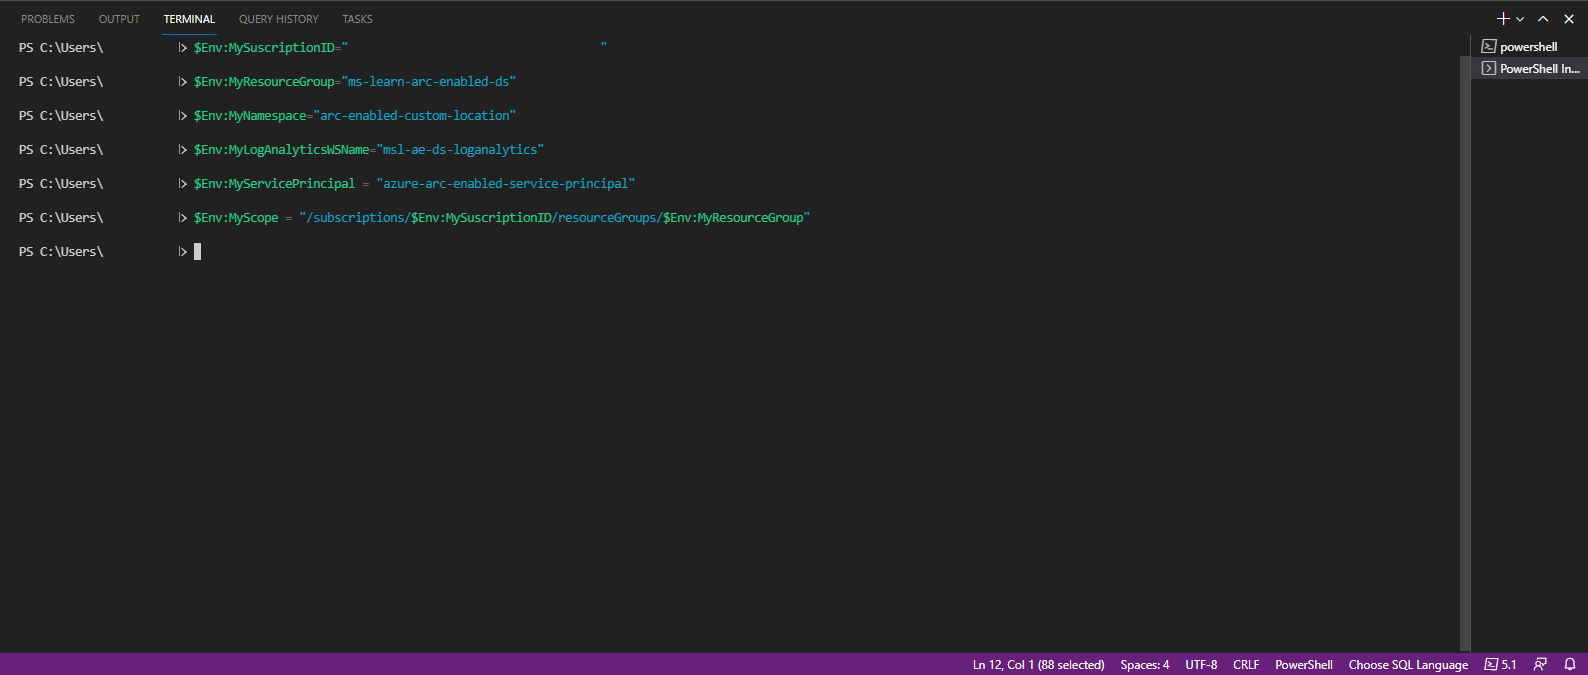 PROBLEMS OUTPUT TERMINAL QUERY HISTORY TASKS
PS C:\Users\ > $Env:MySuscriptionID=" "
PS C:\Users\ > $Env:MyResourceGroup="ms-learn-arc-enabled-ds"
PS C:\Users\ > $Env:MyNamespace="arc-enabled-custom-location"
PS C:\Users\ > $Env:MyLogAnalyticsWSName="msl-ae-ds-loganalytics"
PS C:\Users\ > $Env:MyServicePrincipal = "azure-arc-enabled-service-principal"
PS C:\Users\ > $Env:MyScope = "/subscriptions/$Env:MySuscriptionID/resourceGroups/$Env:MyResourceGroup"
PS C:\Users\ >
powershell
PowerShell In...
Ln 12, Col 1 (88 selected) Spaces: 4 UTF-8 CRLF PowerShell Choose SQL Language 5.1